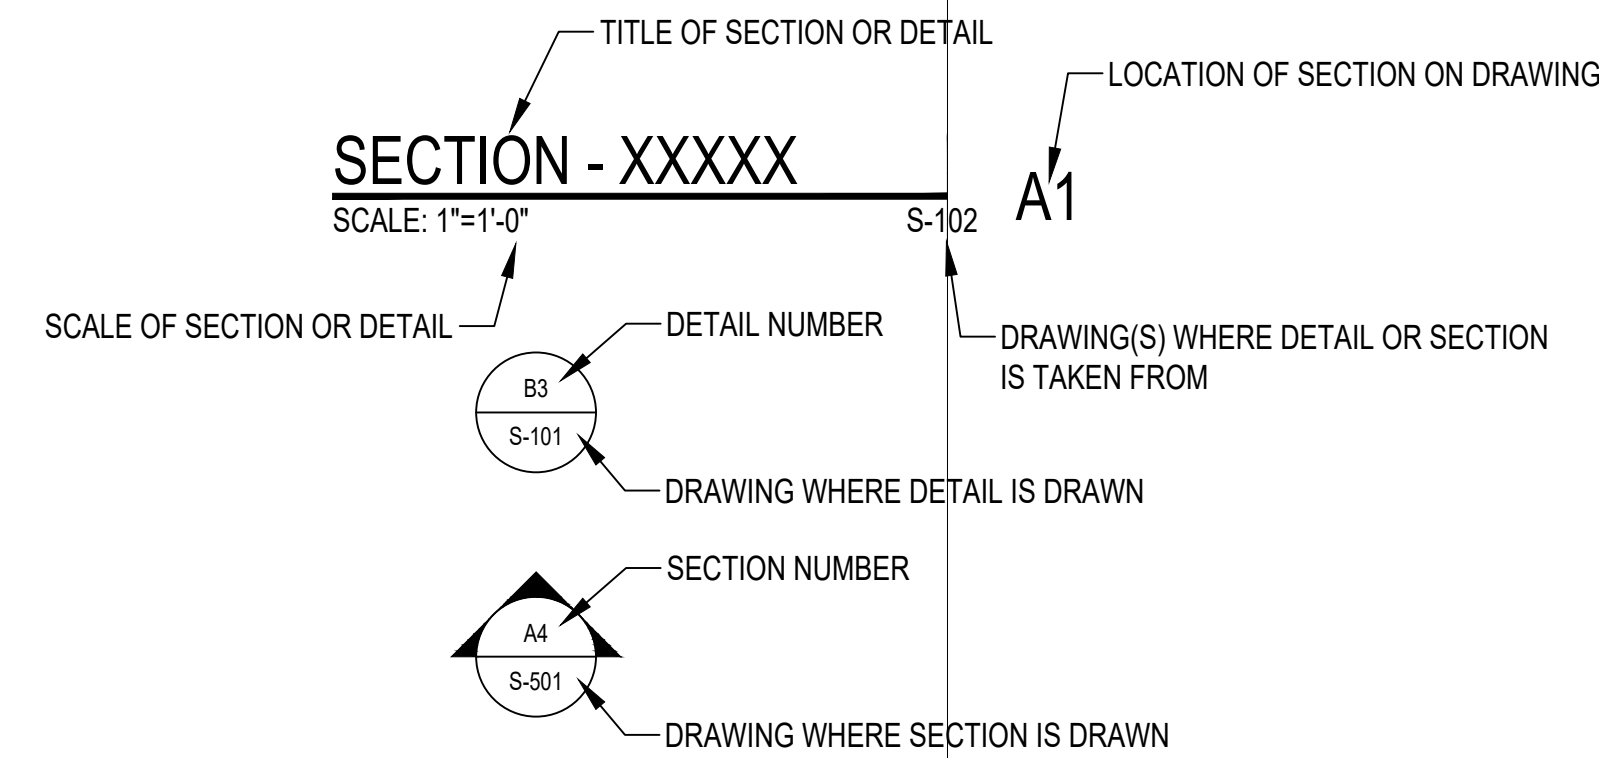 TITLE OF SECTION OR DETAIL
LOCATION OF SECTION ON DRAWING
SECTION - XXXXX
A1
SCALE: 1"=1'-0"
S-102
SCALE OF SECTION OR DETAIL
DETAIL NUMBER
DRAWING(S) WHERE DETAIL OR SECTION
IS TAKEN FROM
B3
S-101
DRAWING WHERE DETAIL IS DRAWN
SECTION NUMBER
A4
S-501
DRAWING WHERE SECTION IS DRAWN